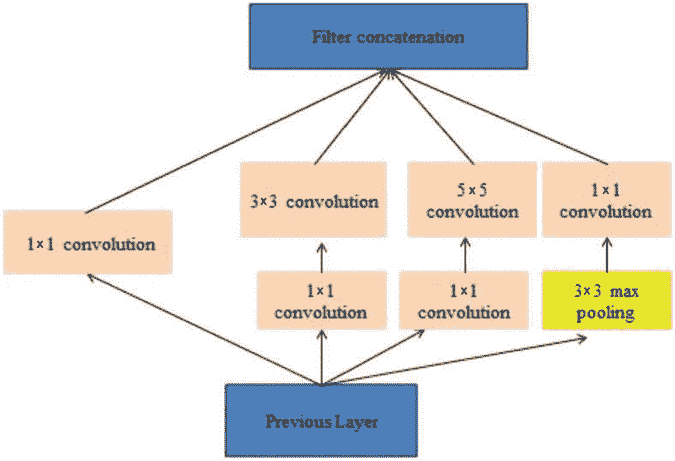 Filter concatenation
3×3 convolution
5×5
convolution
1×1
convolution
1×1 convolution
1×1
convolution
1×1
convolution
3×3 max
pooling
Previous Layer